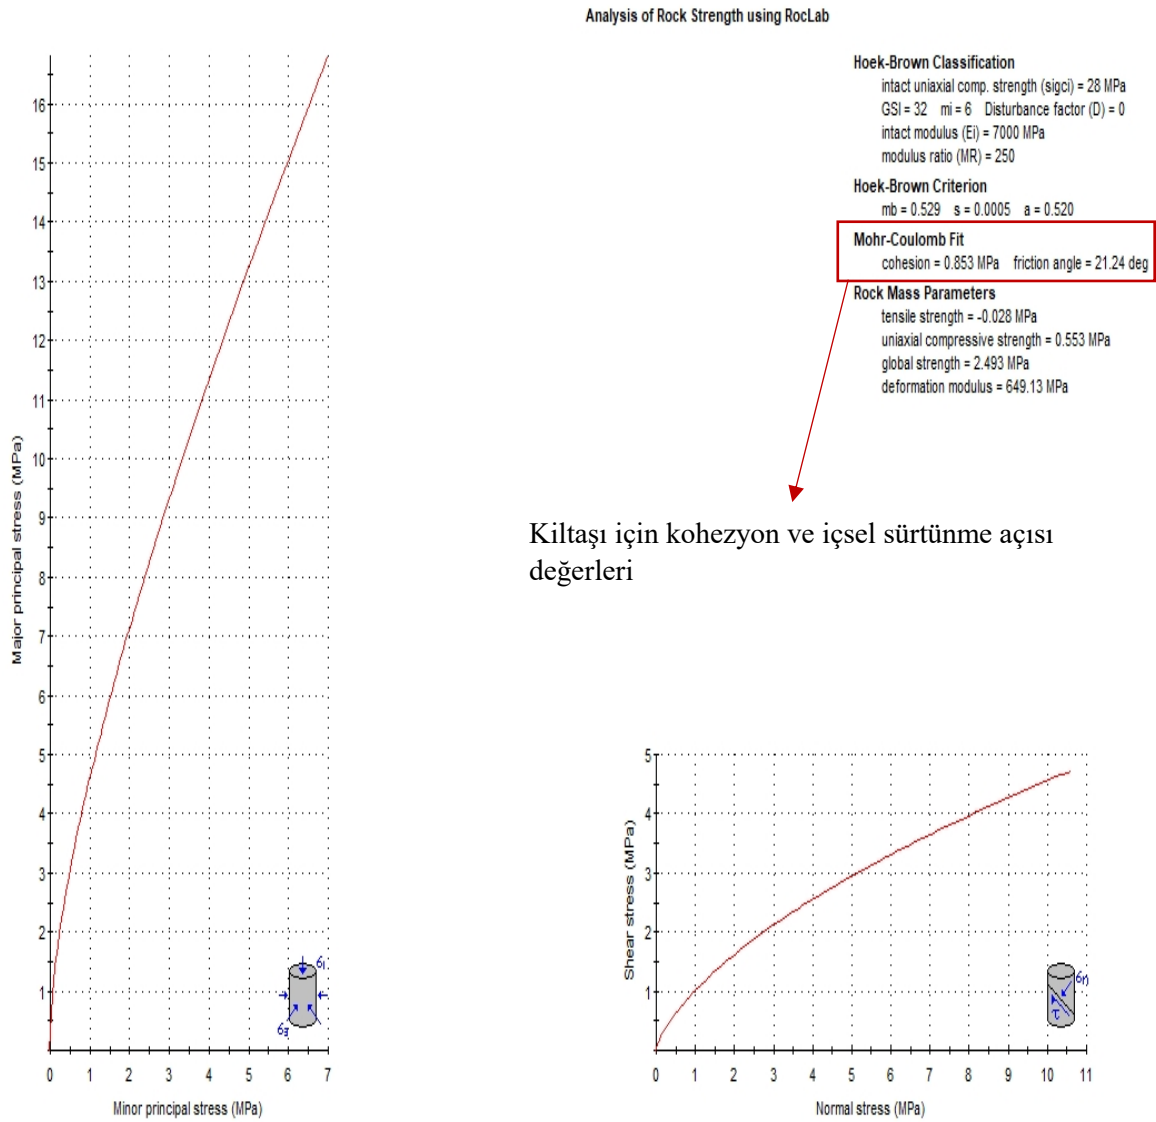 Analysis of Rock Strength using RocLab
Hoek-Brown Classification
intact uniaxial comp. strength (sigci) = 28 MPa
GSI = 32 mi = 6 Disturbance factor (D) = 0
intact modulus (Ei) = 7000 MPa
modulus ratio (MR) = 250
Hoek-Brown Criterion
mb = 0.529 s = 0.0005 a = 0.520
Mohr-Coulomb Fit
cohesion = 0.853 MPa friction angle = 21.24 deg
Rock Mass Parameters
tensile strength = -0.028 MPa
uniaxial compressive strength = 0.553 MPa
global strength = 2.493 MPa
deformation modulus = 649.13 MPa
Kiltaşı için kohezyon ve içsel sürtünme açısı
değerleri
Major principal stress (MPa)
16
15
14
13
12
11
10
9
8
7
6
5
4
3
2
1
0 1 2 3 4 5 6 7
Minor principal stress (MPa)
σ1
σ3
Shear stress (MPa)
5
4
3
2
1
0 1 2 3 4 5 6 7 8 9 10 11
Normal stress (MPa)
σn
τ